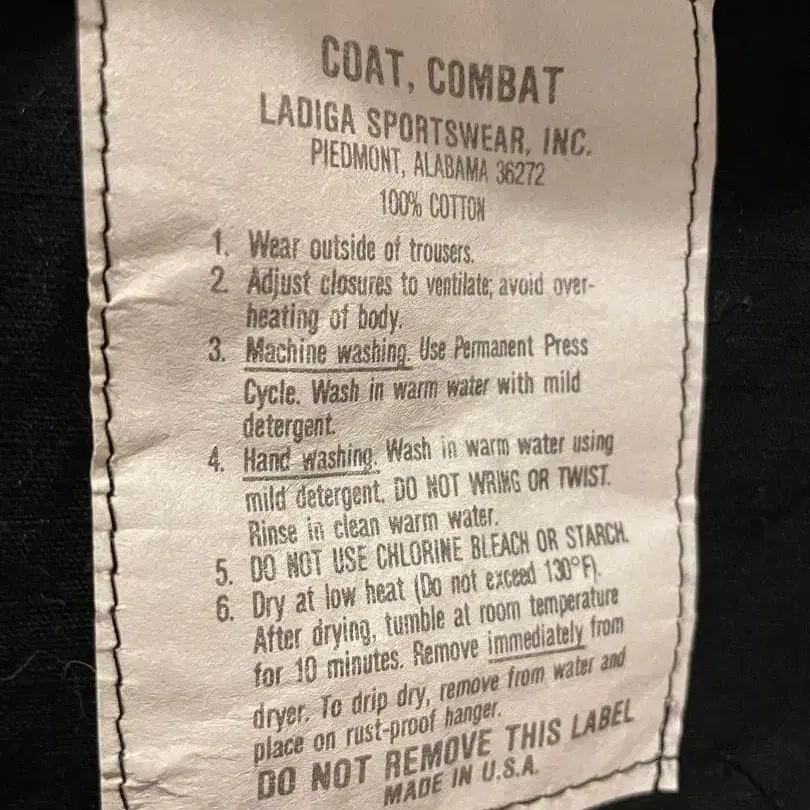 COAT, COMBAT
LADIGA SPORTSWEAR, INC.
PIEDMONT, ALABAMA 36272
100% COTTON
1. Wear outside of trousers.
2. Adjust closures to ventilate; avoid over-
heating of body.
3. Machine washing. Use Permanent Press
Cycle. Wash in warm water with mild
detergent.
4. Hand washing. Wash in warm water using
mild detergent. DO NOT WRING OR TWIST.
Rinse in clean warm water.
5. DO NOT USE CHLORINE BLEACH OR STARCH.
6. Dry at low heat (Do not exceed 130°F).
After drying, tumble at room temperature
for 10 minutes. Remove immediately from
dryer. To drip dry, remove from water and
place on rust-proof hanger.
DO NOT REMOVE THIS LABEL
MADE IN U.S.A.